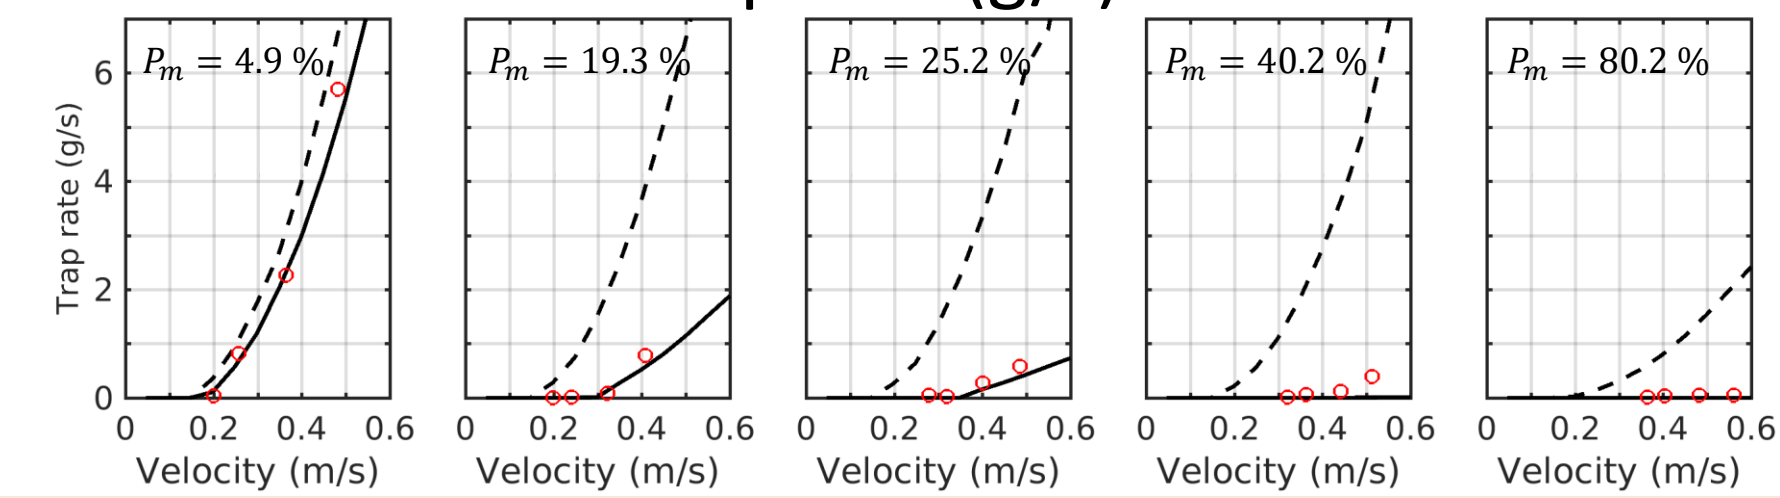 P_m = 4.9 %
P_m = 19.3 %
P_m = 25.2 %
P_m = 40.2 %
P_m = 80.2 %
Trap rate (g/s)
6
4
2
0
0 0.2 0.4 0.6
0 0.2 0.4 0.6
0 0.2 0.4 0.6
0 0.2 0.4 0.6
0 0.2 0.4 0.6
Velocity (m/s)
Velocity (m/s)
Velocity (m/s)
Velocity (m/s)
Velocity (m/s)